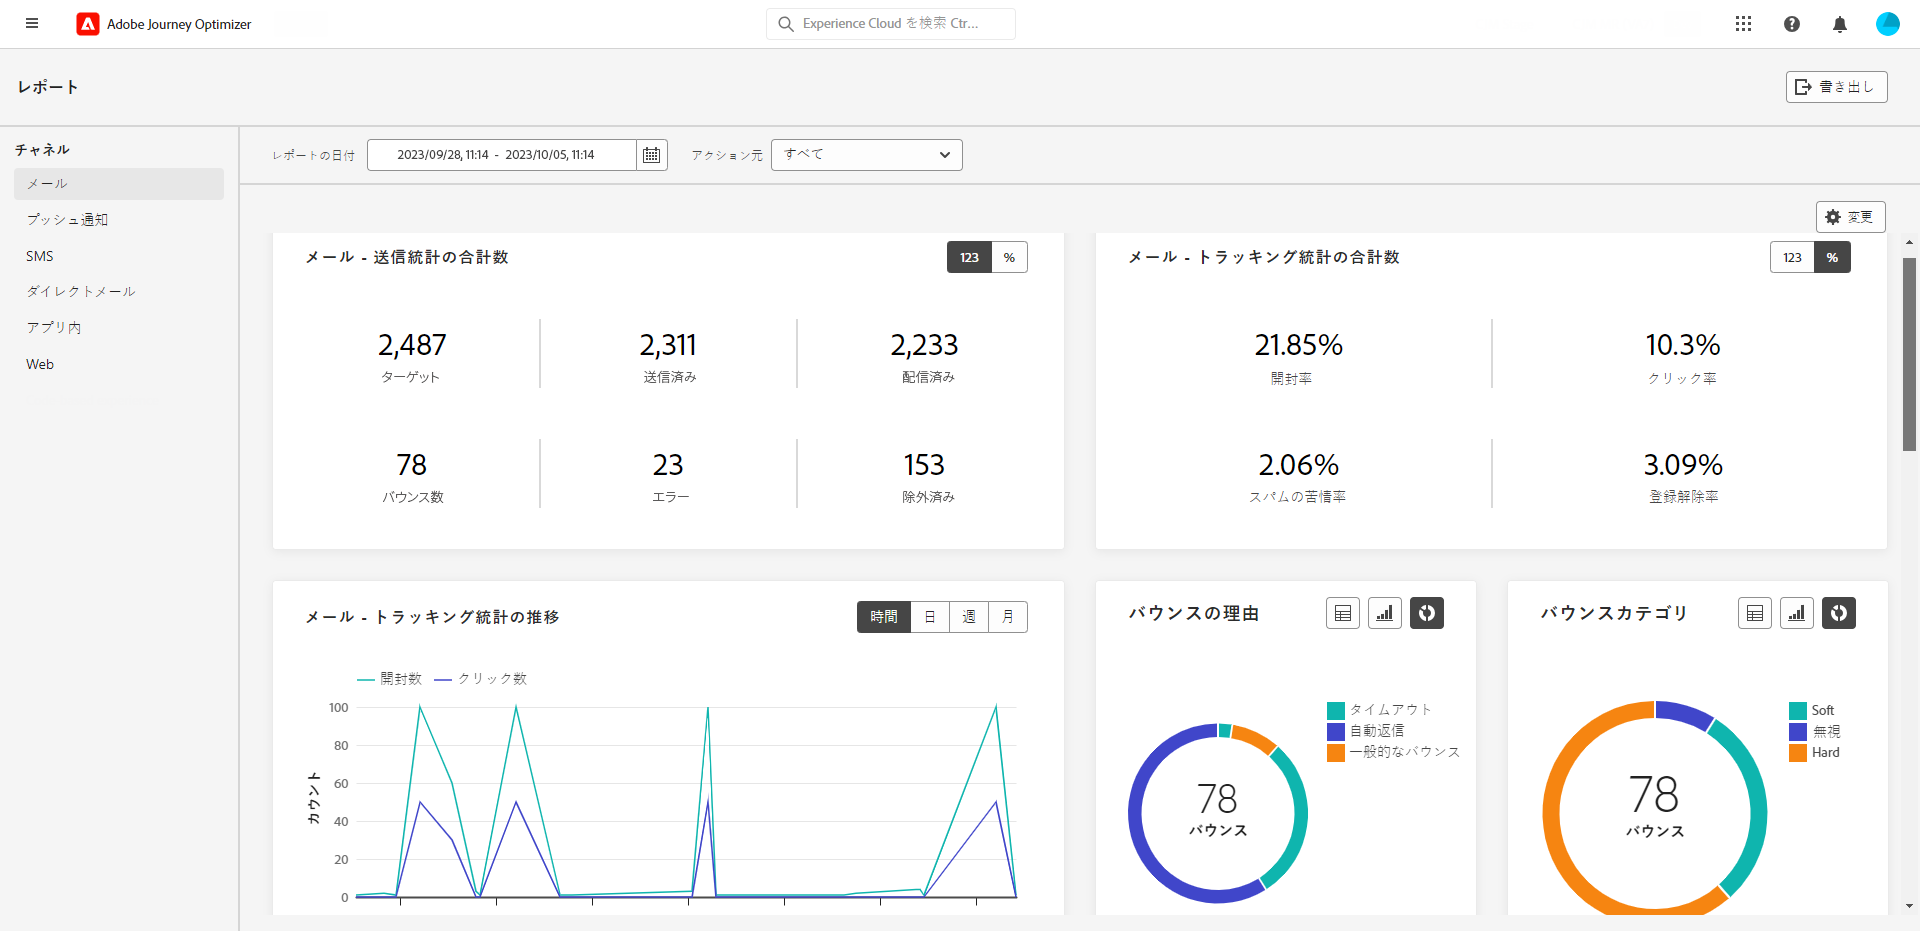 Adobe Journey Optimizer
Experience Cloud を検索 Ctr...
レポート
書き出し
チャネル
メール
プッシュ通知
SMS
ダイレクトメール
アプリ内
Web
レポートの日付 2023/09/28, 11:14 - 2023/10/05, 11:14 アクション元 すべて
変更
メール - 送信統計の合計数
123 %
2,487 2,311 2,233
ターゲット 送信済み 配信済み
78 23 153
バウンス数 エラー 除外済み
メール - トラッキング統計の合計数
123 %
21.85% 10.3%
開封率 クリック率
2.06% 3.09%
スパムの苦情率 登録解除率
メール - トラッキング統計の推移
時間 日 週 月
開封数 クリック数
100
80
60
40
20
0
カウント
バウンスの理由
タイムアウト
自動返信
一般的なバウンス
78
バウンス
バウンスカテゴリ
Soft
無視
Hard
78
バウンス